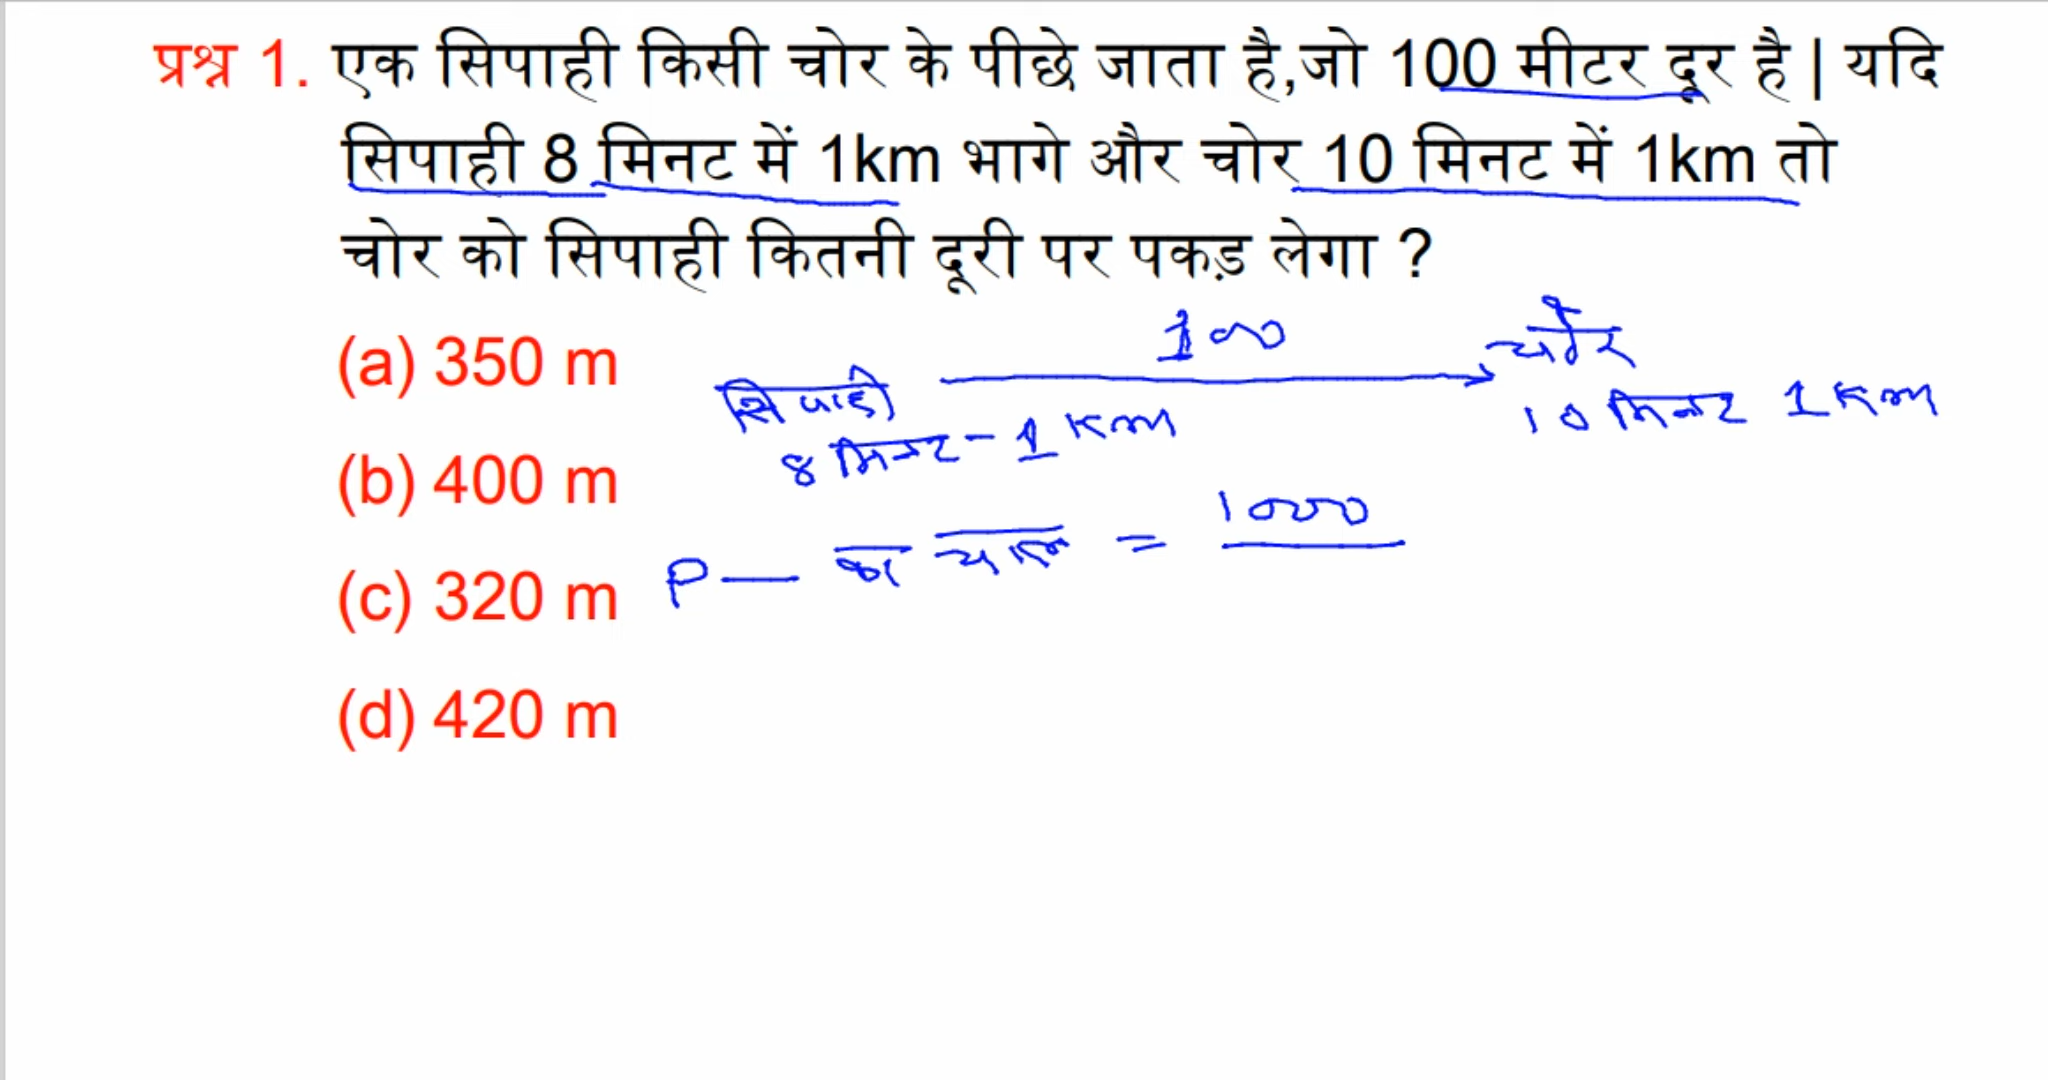 प्रश्न 1. एक सिपाही किसी चोर के पीछे जाता है,जो 100 मीटर दूर है | यदि
सिपाही 8 मिनट में 1km भागे और चोर 10 मिनट में 1km तो
चोर को सिपाही कितनी दूरी पर पकड़ लेगा ?
(a) 350 m
(b) 400 m
(c) 320 m
(d) 420 m
100
सिपाही
चोर
8 मिनट - 1 Km
10 मिनट 1 Km
P — का चाल = 1000